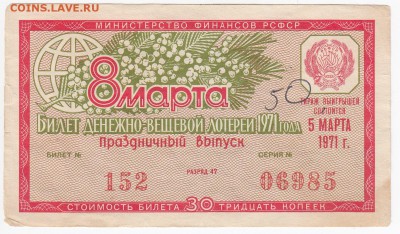 COINS.LAVE.RU
МИНИСТЕРСТВО ФИНАНСОВ РСФСР
8 марта
50
БИЛЕТ ДЕНЕЖНО-ВЕЩЕВОЙ ЛОТЕРЕИ 1971 ГОДА
Праздничный выпуск
ТИРАЖ ВЫИГРЫШЕЙ
СОСТОИТСЯ
5 МАРТА
1971 г.
БИЛЕТ №
СЕРИЯ №
152
РАЗРЯД 47
06985
СТОИМОСТЬ БИЛЕТА 30 ТРИДЦАТЬ КОПЕЕК